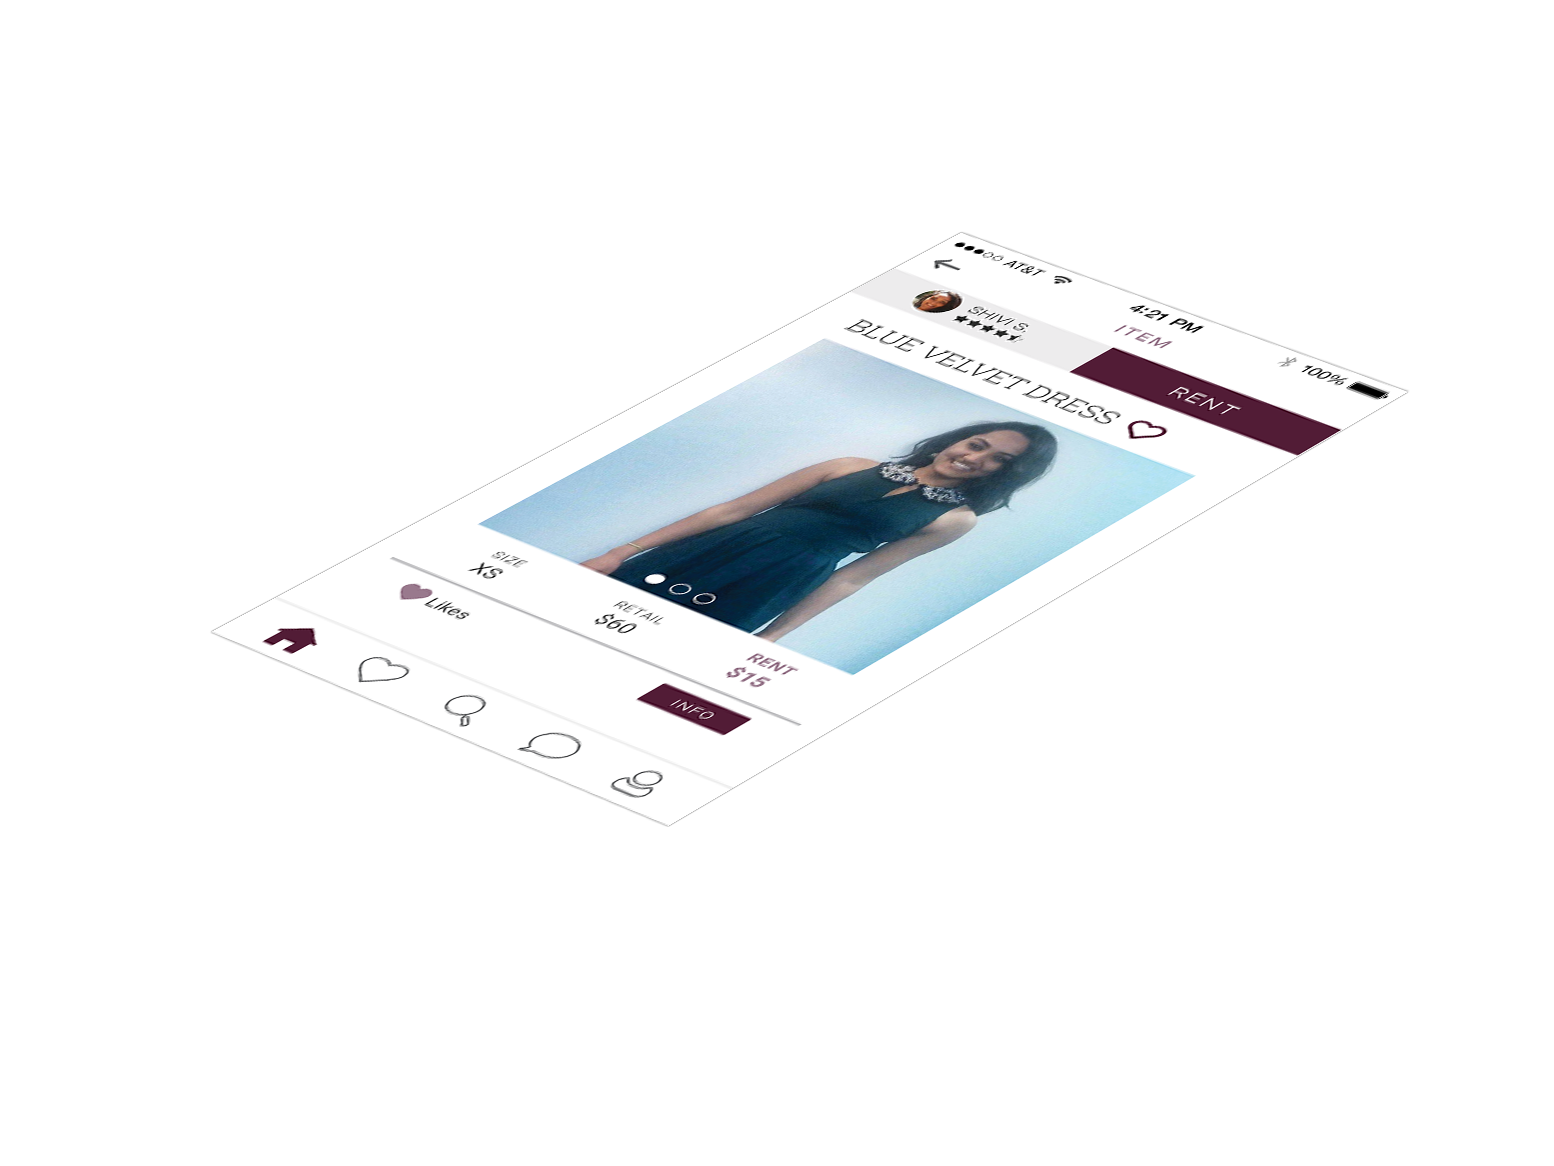 AT&T
4:21 PM
100%
ITEM
SHIVI S.
RENT
BLUE VELVET DRESS
SIZE
XS
RETAIL
$60
RENT
$15
Likes
INFO